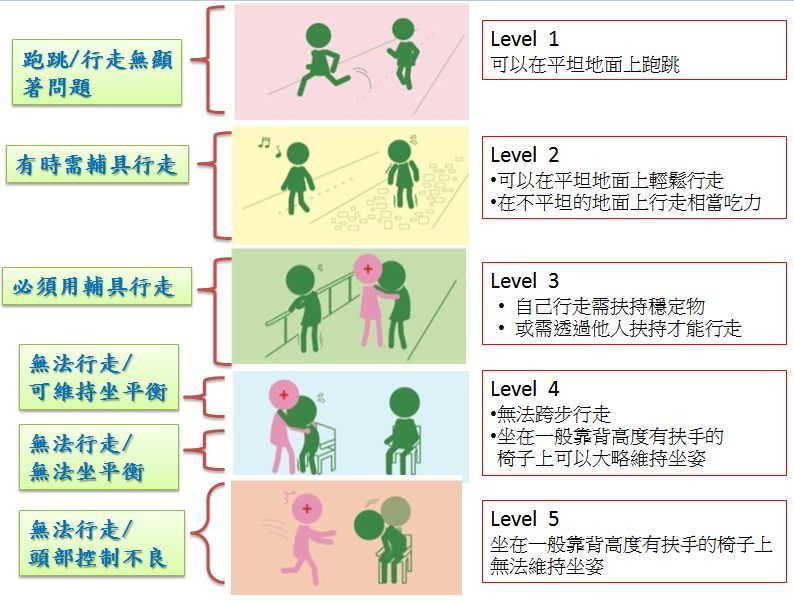 跑跳/行走無顯
著問題
Level 1
可以在平坦地面上跑跳
有時需輔具行走
Level 2
•可以在平坦地面上輕鬆行走
•在不平坦的地面上行走相當吃力
必須用輔具行走
Level 3
• 自己行走需扶持穩定物
• 或需透過他人扶持才能行走
無法行走/
可維持坐平衡
無法行走/
無法坐平衡
Level 4
•無法跨步行走
•坐在一般靠背高度有扶手的
椅子上可以大略維持坐姿
無法行走/
頭部控制不良
Level 5
坐在一般靠背高度有扶手的椅子上
無法維持坐姿